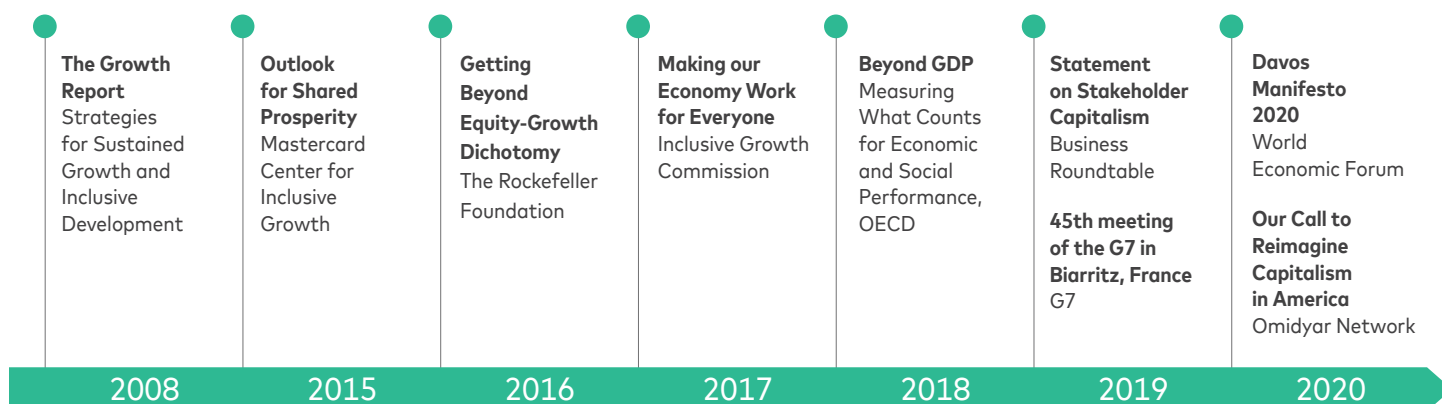 The Growth
Report
Strategies
for Sustained
Growth and
Inclusive
Development
Outlook
for Shared
Prosperity
Mastercard
Center for
Inclusive
Growth
Getting
Beyond
Equity-Growth
Dichotomy
The Rockefeller
Foundation
Making our
Economy Work
for Everyone
Inclusive Growth
Commission
Beyond GDP
Measuring
What Counts
for Economic
and Social
Performance,
OECD
Statement
on Stakeholder
Capitalism
Business
Roundtable
45th meeting
of the G7 in
Biarritz, France
G7
Davos
Manifesto
2020
World
Economic Forum
Our Call to
Reimagine
Capitalism
in America
Omidyar Network
2008
2015
2016
2017
2018
2019
2020